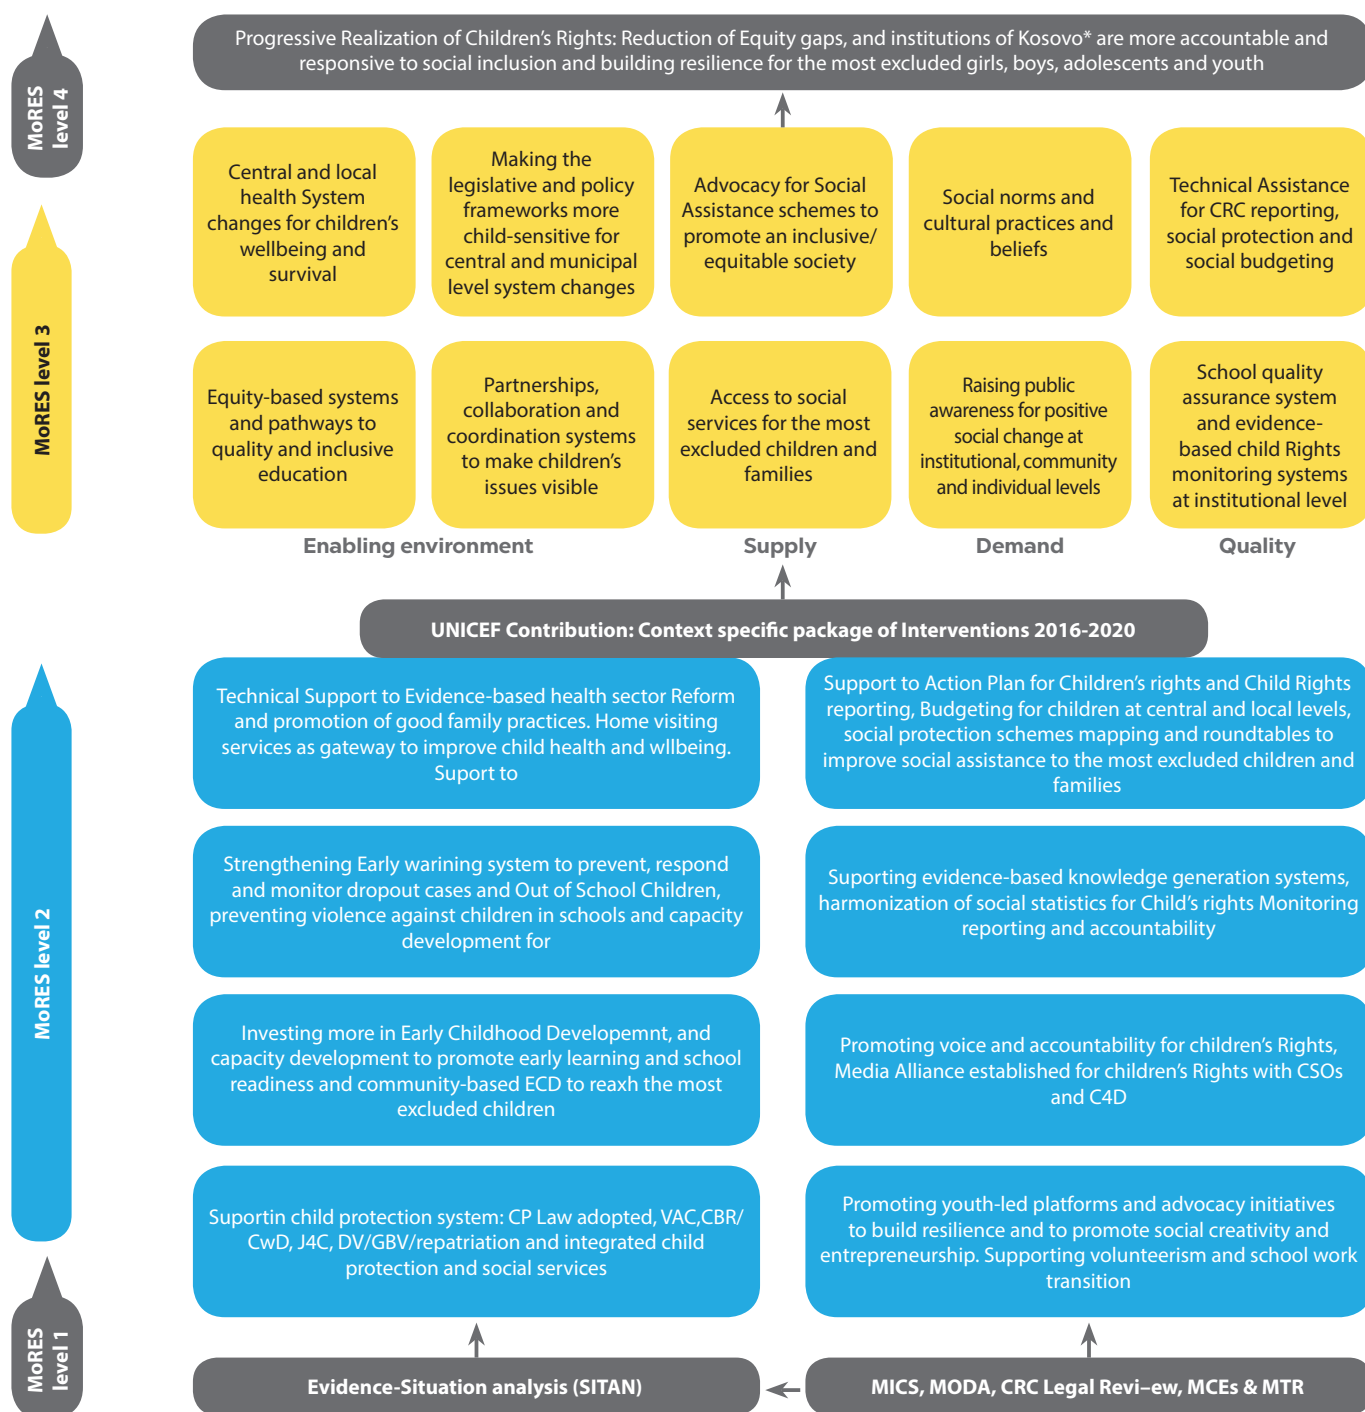 MoRES
level 4
Progressive Realization of Children's Rights: Reduction of Equity gaps, and institutions of Kosovo* are more accountable and
responsive to social inclusion and building resilience for the most excluded girls, boys, adolescents and youth
MoRES level 3
Central and local
health System
changes for children's
wellbeing and
survival
Making the
legislative and policy
frameworks more
child-sensitive for
central and municipal
level system changes
Advocacy for Social
Assistance schemes to
promote an inclusive/
equitable society
Social norms and
cultural practices and
beliefs
Technical Assistance
for CRC reporting,
social protection and
social budgeting
Equity-based systems
and pathways to
quality and inclusive
education
Partnerships,
collaboration and
coordination systems
to make children's
issues visible
Access to social
services for the most
excluded children and
families
Raising public
awareness for positive
social change at
institutional, community
and individual levels
School quality
assurance system
and evidence-
based child Rights
monitoring systems
at institutional level
Enabling environment
Supply
Demand
Quality
UNICEF Contribution: Context specific package of Interventions 2016-2020
MoRES level 2
Technical Support to Evidence-based health sector Reform
and promotion of good family practices. Home visiting
services as gateway to improve child health and wllbeing.
Suport to
Support to Action Plan for Children's rights and Child Rights
reporting, Budgeting for children at central and local levels,
social protection schemes mapping and roundtables to
improve social assistance to the most excluded children and
families
Strengthening Early warining system to prevent, respond
and monitor dropout cases and Out of School Children,
preventing violence against children in schools and capacity
development for
Suporting evidence-based knowledge generation systems,
harmonization of social statistics for Child's rights Monitoring
reporting and accountability
Investing more in Early Childhood Developemnt, and
capacity development to promote early learning and school
readiness and community-based ECD to reaxh the most
excluded children
Promoting voice and accountability for children's Rights,
Media Alliance established for children's Rights with CSOs
and C4D
Suportin child protection system: CP Law adopted, VAC,CBR/
CwD, J4C, DV/GBV/repatriation and integrated child
protection and social services
Promoting youth-led platforms and advocacy initiatives
to build resilience and to promote social creativity and
entrepreneurship. Supporting volunteerism and school work
transition
MoRES
level 1
Evidence-Situation analysis (SITAN)
MICS, MODA, CRC Legal Revi–ew, MCEs & MTR